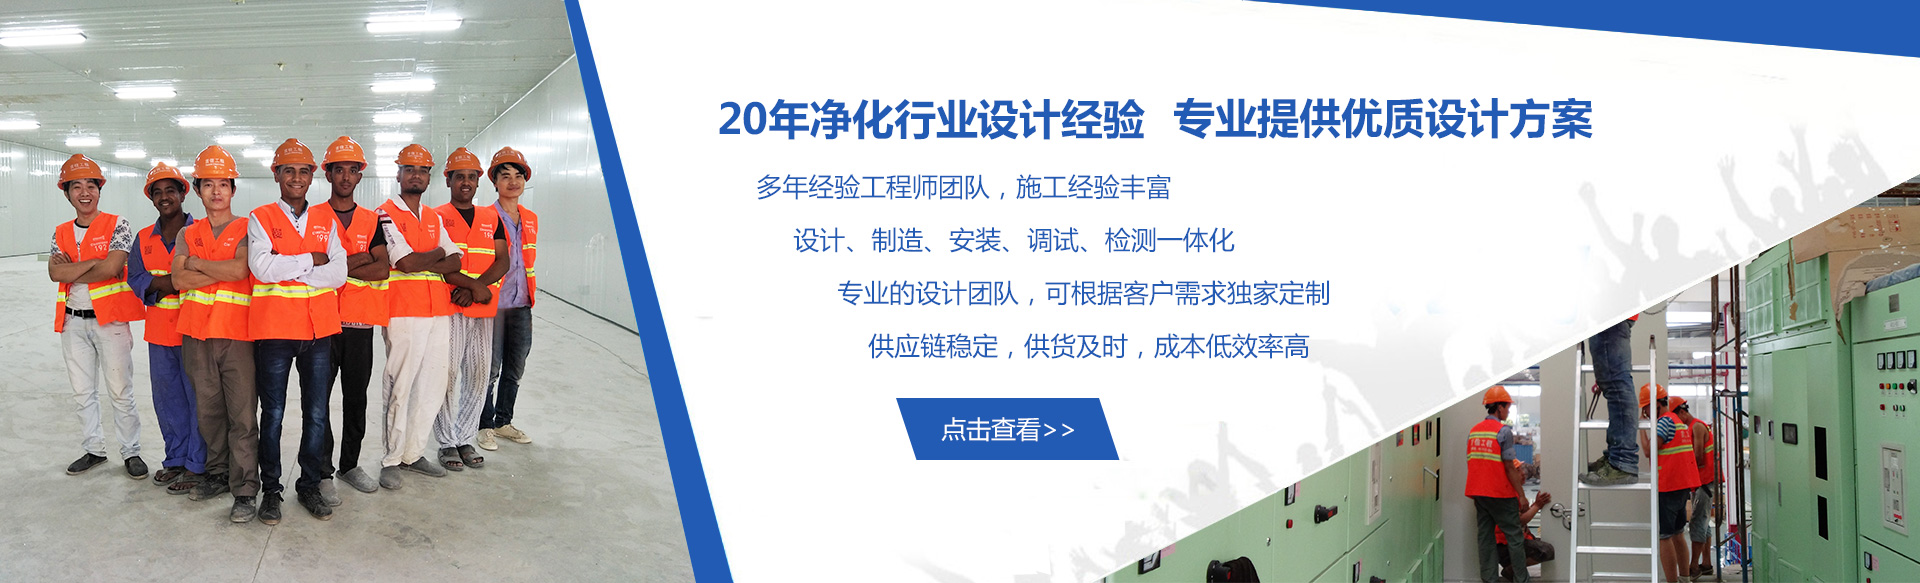 20年净化行业设计经验 专业提供优质设计方案
多年经验工程师团队，施工经验丰富
设计、制造、安装、调试、检测一体化
专业的设计团队，可根据客户需求独家定制
供应链稳定，供货及时，成本低效率高
点击查看>>